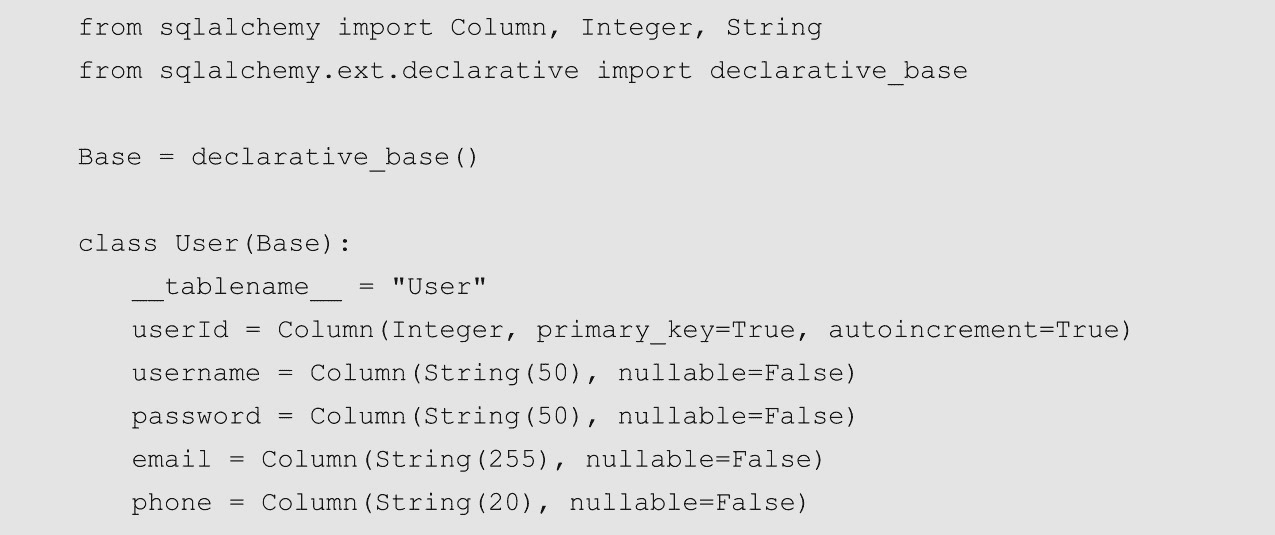 from sqlalchemy import Column, Integer, String
from sqlalchemy.ext.declarative import declarative_base
Base = declarative_base()
class User(Base):
__tablename__ = "User"
userId = Column(Integer, primary_key=True, autoincrement=True)
username = Column(String(50), nullable=False)
password = Column(String(50), nullable=False)
email = Column(String(255), nullable=False)
phone = Column(String(20), nullable=False)